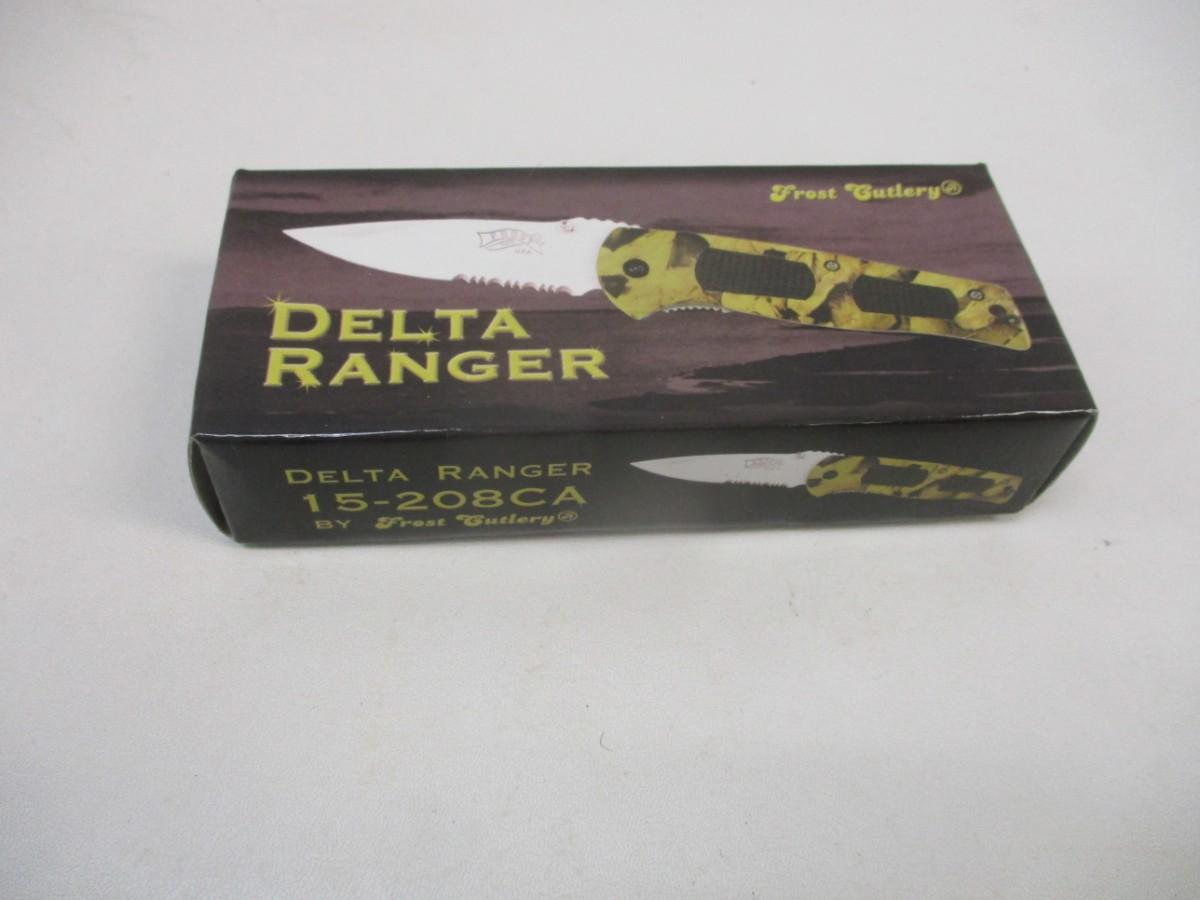 Frost Cutlery®
DELTA
RANGER
DELTA RANGER
15-208CA
BY Frost Cutlery®